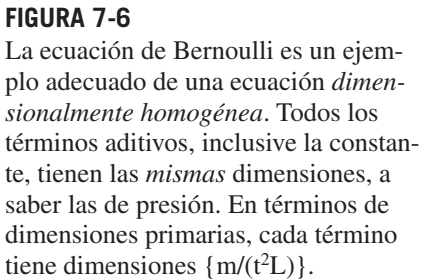 FIGURA 7-6
La ecuación de Bernoulli es un ejem-
plo adecuado de una ecuación dimen-
sionalmente homogénea. Todos los
términos aditivos, inclusive la constan-
te, tienen las mismas dimensiones, a
saber las de presión. En términos de
dimensiones primarias, cada término
tiene dimensiones {m/(t²L)}.